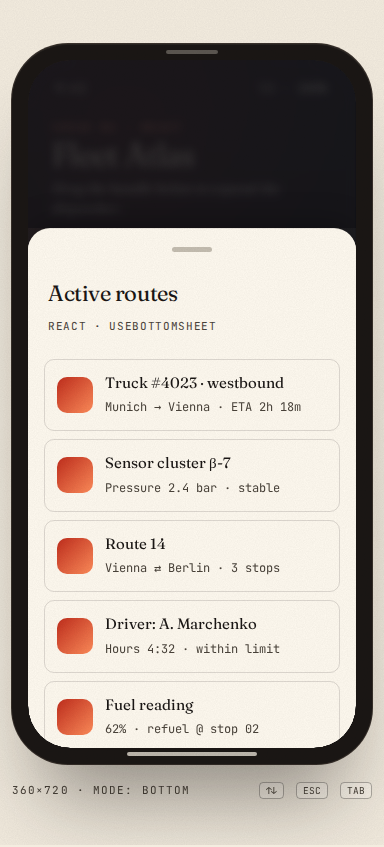 Fleet Atlas
Active routes
REACT · USEBOTTOMSHEET
Truck #4023 · westbound
Munich → Vienna · ETA 2h 18m
Sensor cluster β-7
Pressure 2.4 bar · stable
Route 14
Vienna ⇄ Berlin · 3 stops
Driver: A. Marchenko
Hours 4:32 · within limit
Fuel reading
62% · refuel @ stop 02
360×720 · MODE: BOTTOM
↑↓ ESC TAB